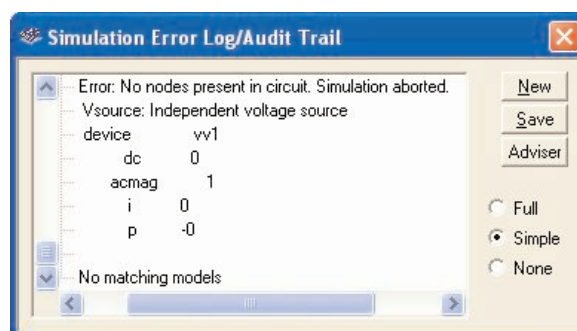 Simulation Error Log/Audit Trail
Error: No nodes present in circuit. Simulation aborted.
Vsource: Independent voltage source
device vv1
dc 0
acmag 1
i 0
p -0
No matching models
New
Save
Adviser
Full
Simple
None